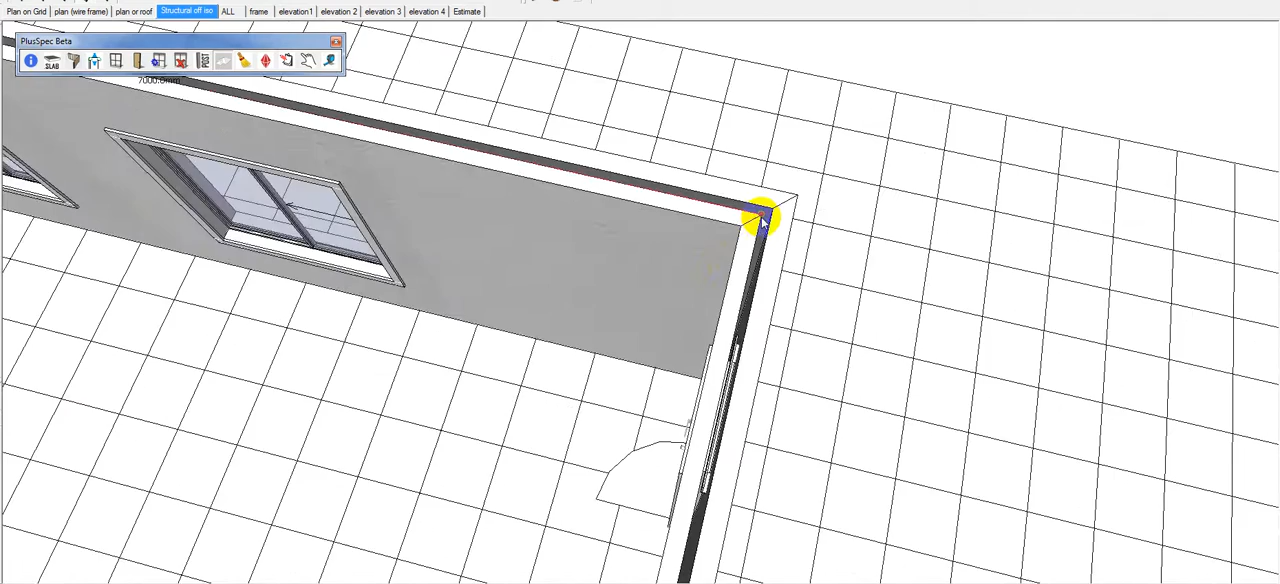 Plan on Grid plan (wire frame) plan or roof Structural off iso ALL frame elevation1 elevation 2 elevation 3 elevation 4 Estimate
PlusSpec Beta
SLAB POST
7000.0mm